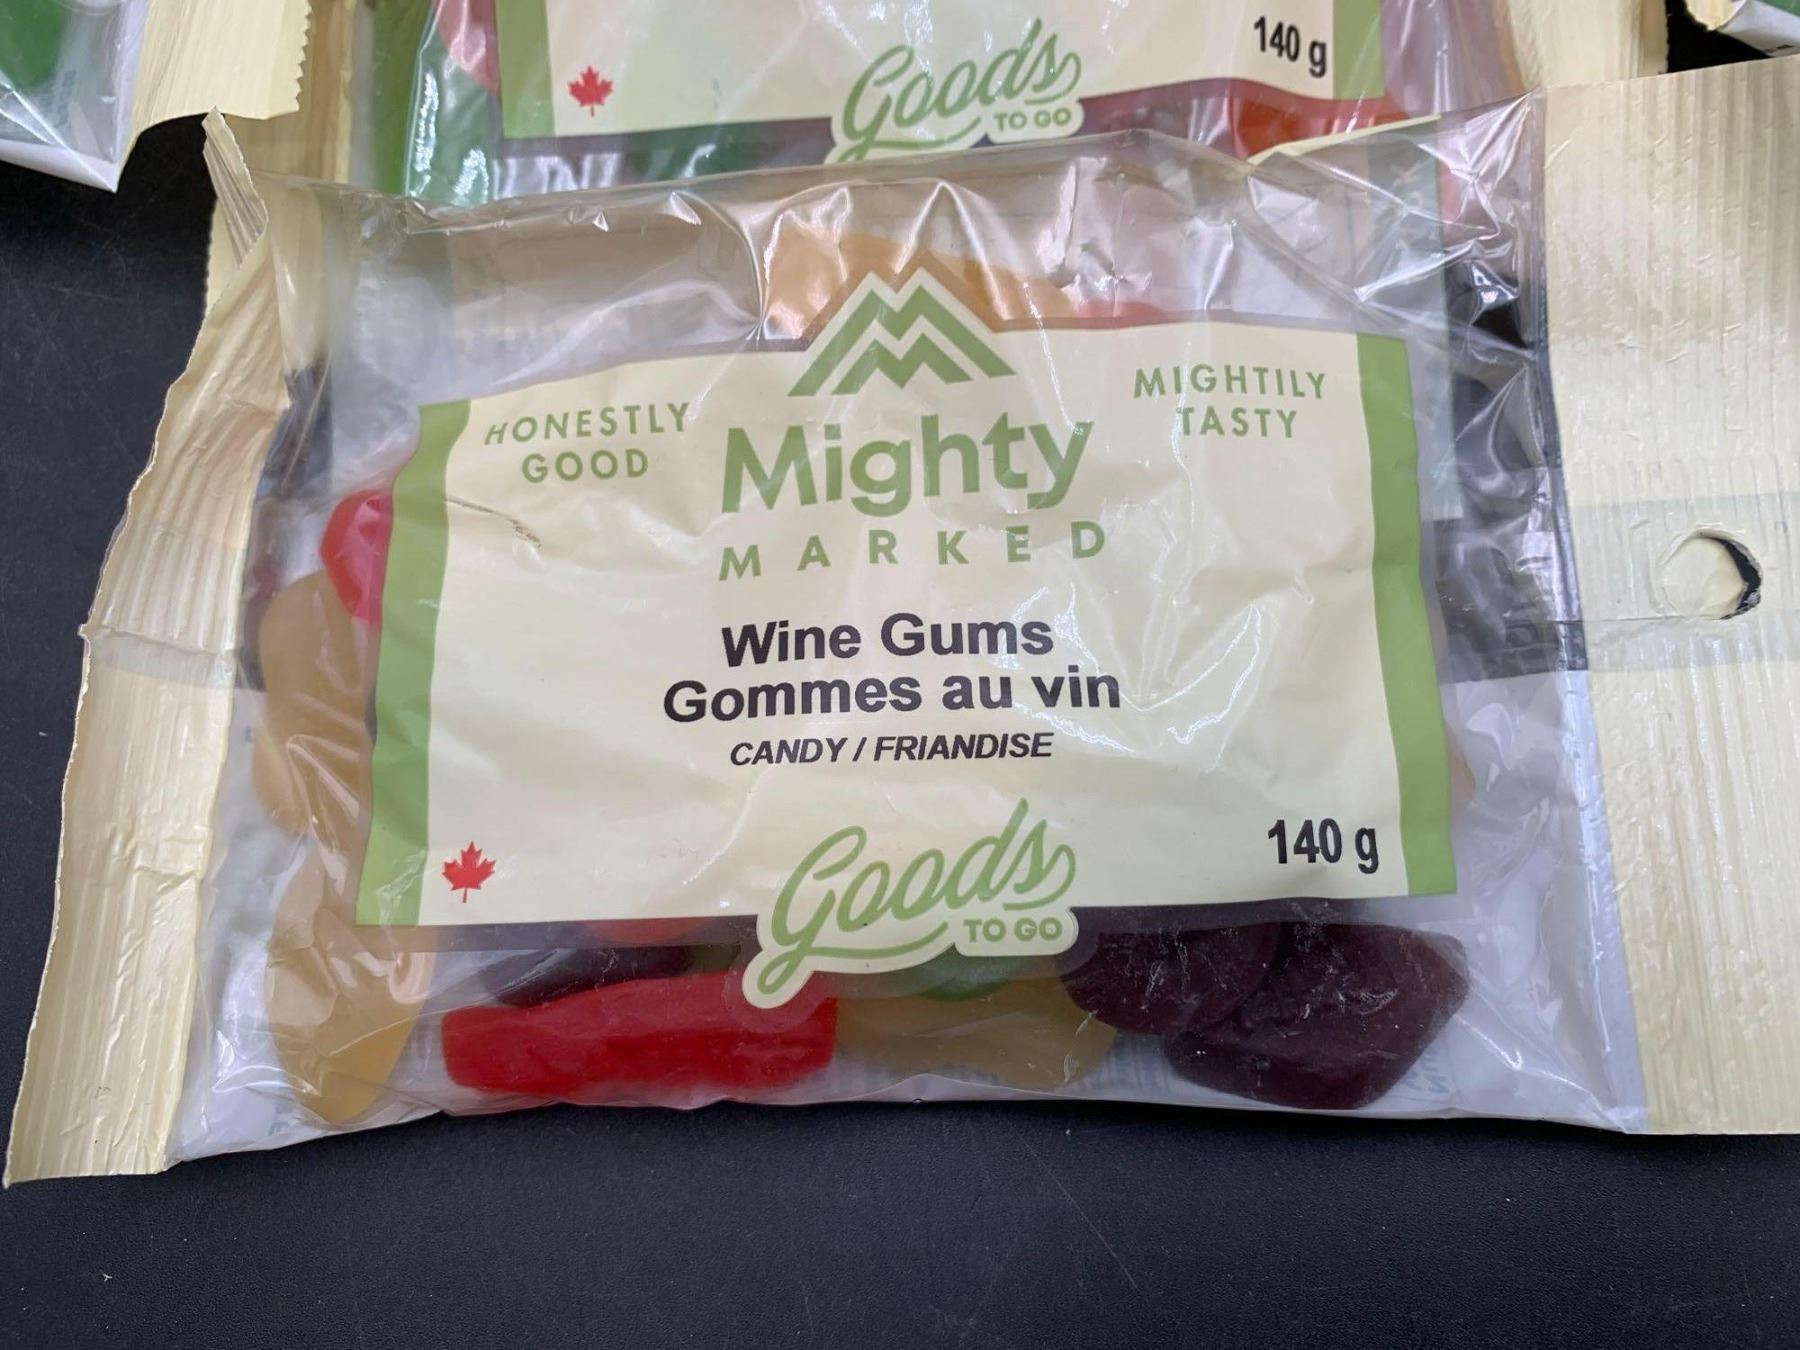 140 g
Goods
TO GO
HONESTLY
GOOD
MIGHTILY
TASTY
Mighty
MARKED
Wine Gums
Gommes au vin
CANDY / FRIANDISE
140 g
Goods
TO GO